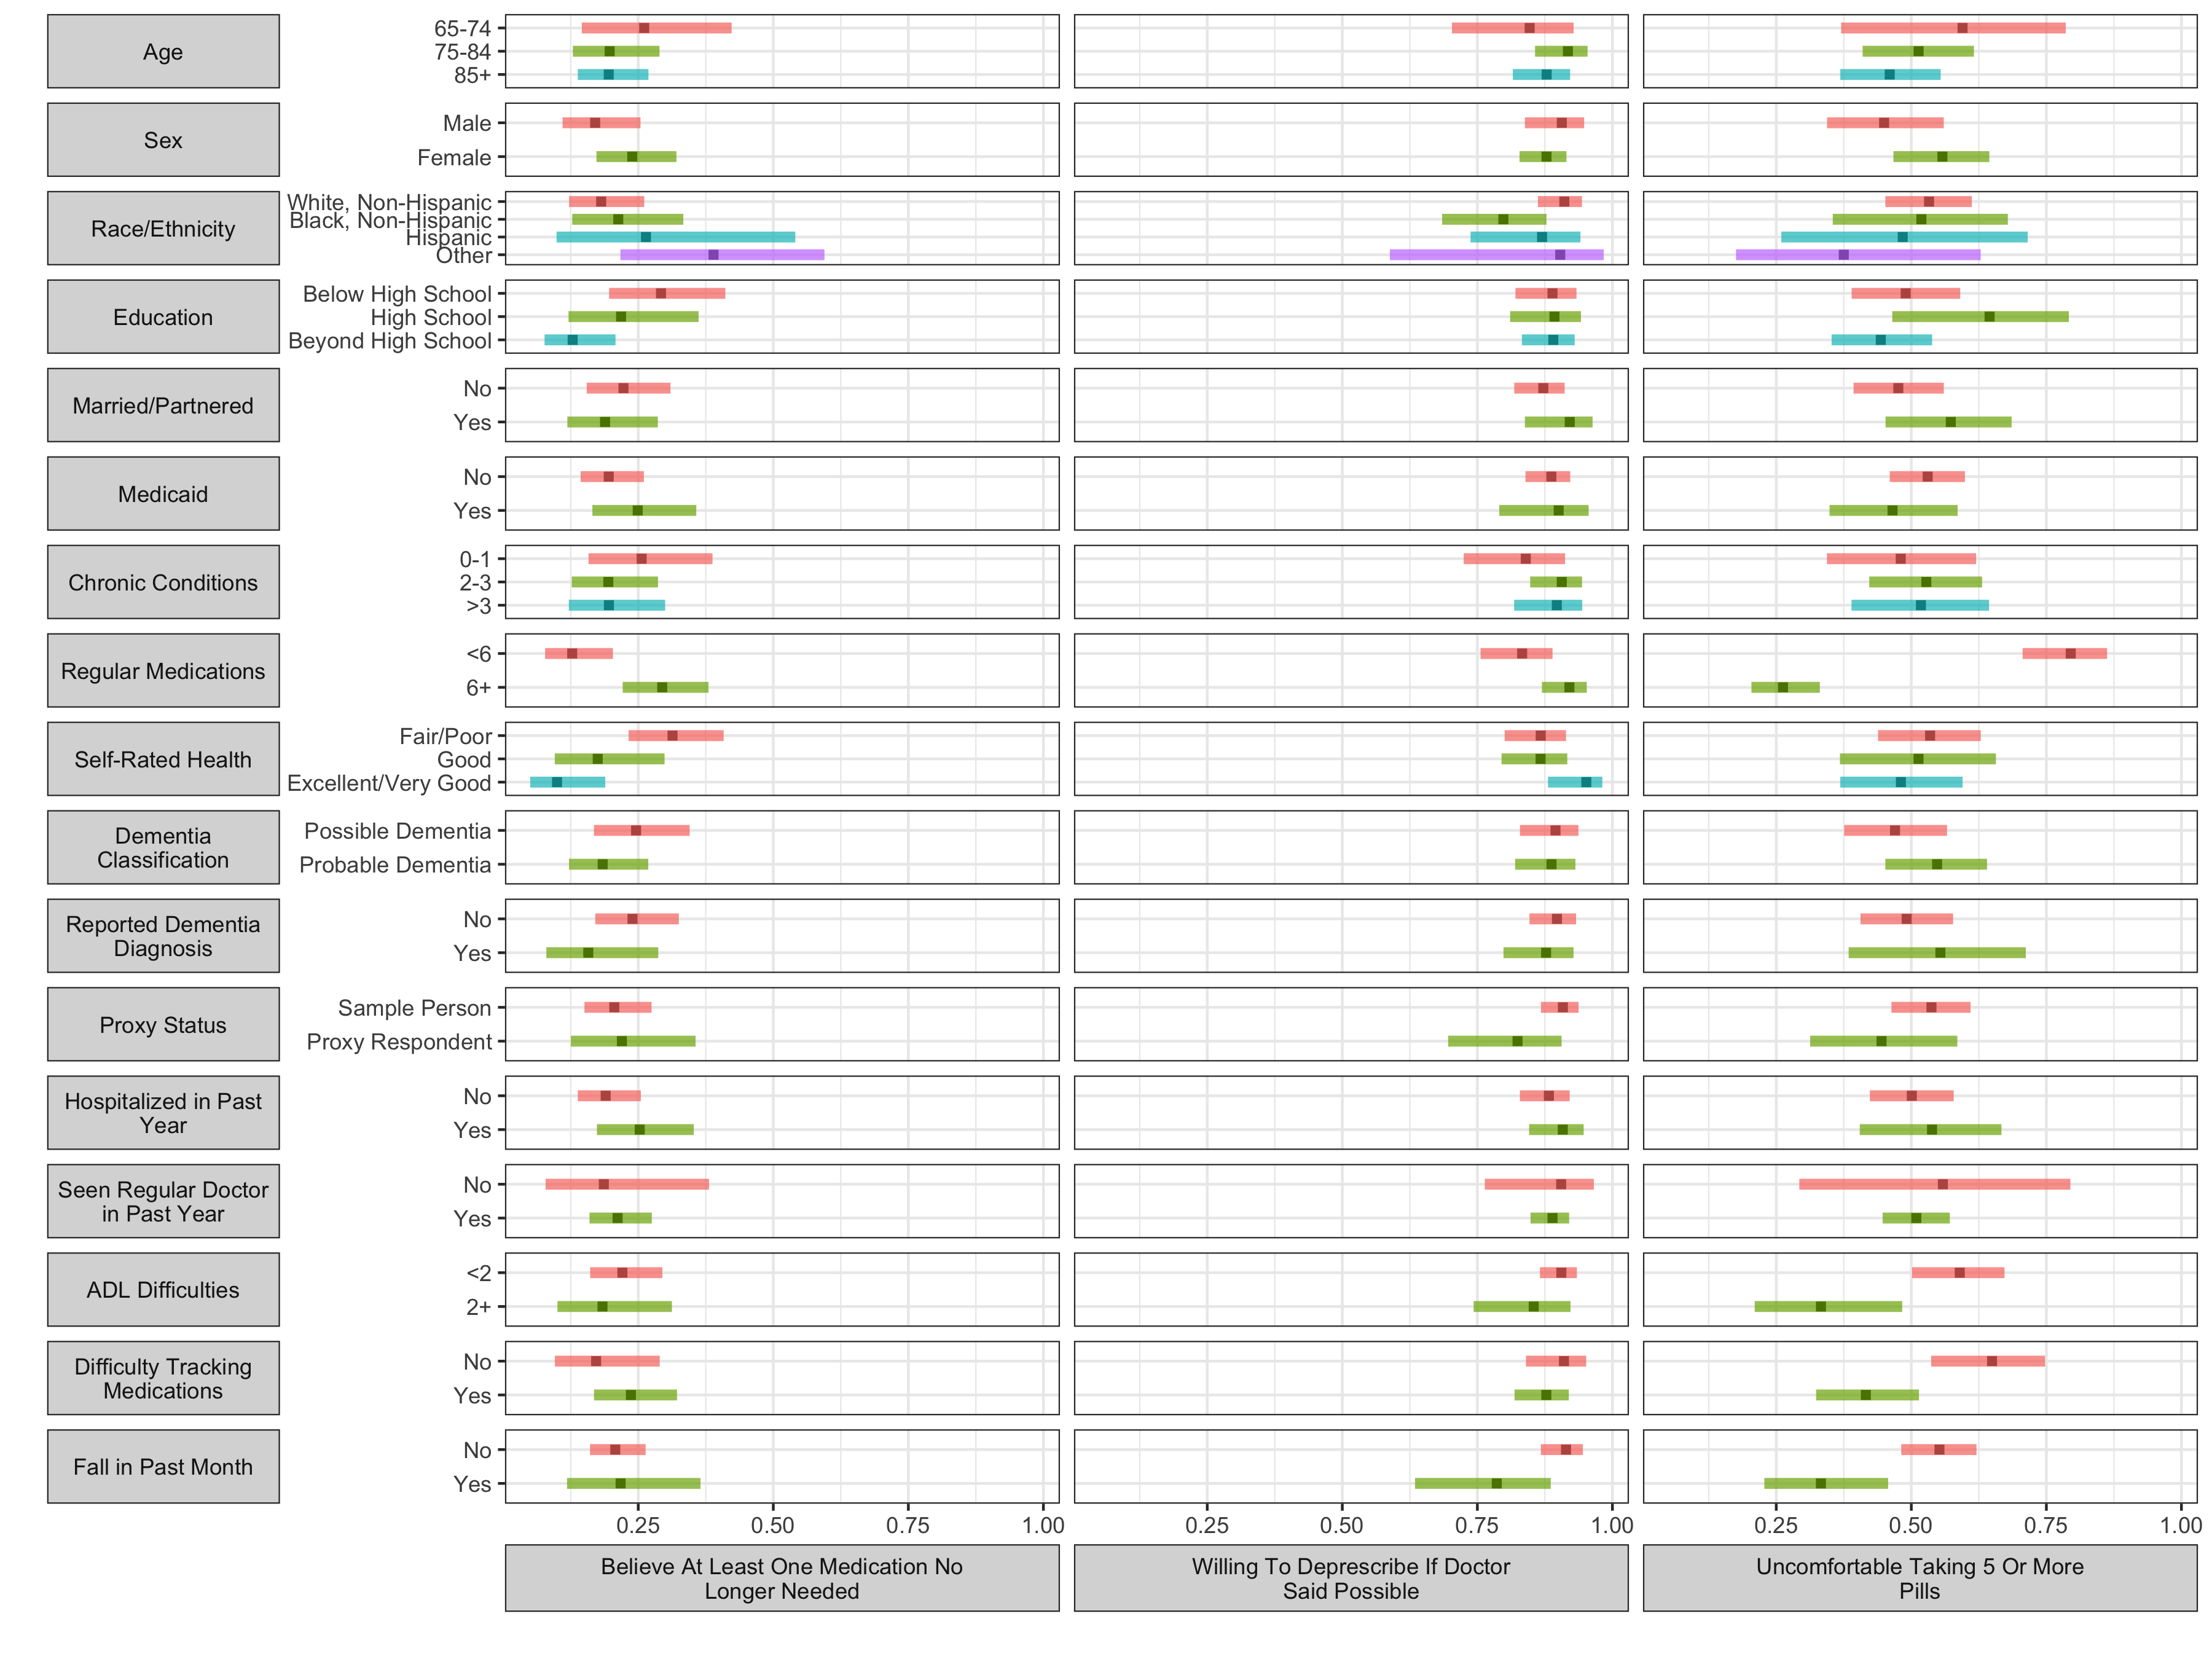 Age
65-74
75-84
85+
Sex
Male
Female
Race/Ethnicity
White, Non-Hispanic
Black, Non-Hispanic
Hispanic
Other
Education
Below High School
High School
Beyond High School
Married/Partnered
No
Yes
Medicaid
No
Yes
Chronic Conditions
0-1
2-3
>3
Regular Medications
<6
6+
Self-Rated Health
Fair/Poor
Good
Excellent/Very Good
Dementia
Classification
Possible Dementia
Probable Dementia
Reported Dementia
Diagnosis
No
Yes
Proxy Status
Sample Person
Proxy Respondent
Hospitalized in Past
Year
No
Yes
Seen Regular Doctor
in Past Year
No
Yes
ADL Difficulties
<2
2+
Difficulty Tracking
Medications
No
Yes
Fall in Past Month
No
Yes
0.25 0.50 0.75 1.00
0.25 0.50 0.75 1.00
0.25 0.50 0.75 1.00
Believe At Least One Medication No
Longer Needed
Willing To Deprescribe If Doctor
Said Possible
Uncomfortable Taking 5 Or More
Pills